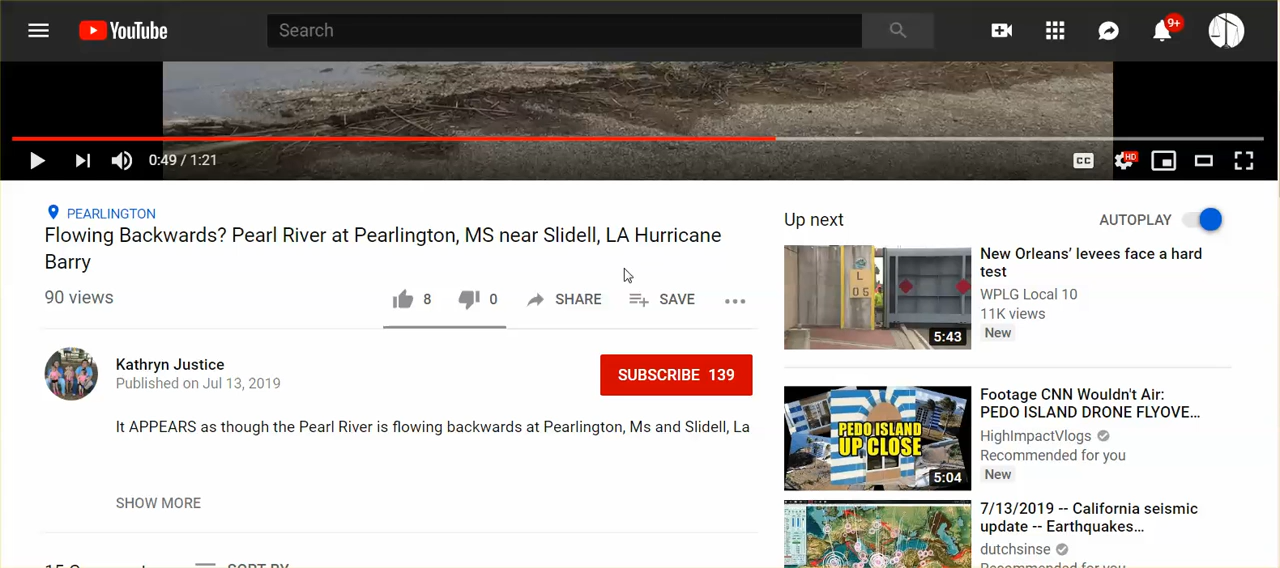 YouTube
Search
9+
0:49 / 1:21
CC
HD
PEARLINGTON
Flowing Backwards? Pearl River at Pearlington, MS near Slidell, LA Hurricane
Barry
90 views
8
0
SHARE
SAVE
Kathryn Justice
Published on Jul 13, 2019
SUBSCRIBE 139
It APPEARS as though the Pearl River is flowing backwards at Pearlington, Ms and Slidell, La
SHOW MORE
SORT BY
Up next
AUTOPLAY
L
05
5:43
New Orleans’ levees face a hard
test
WPLG Local 10
11K views
New
PEDO ISLAND
UP CLOSE
5:04
Footage CNN Wouldn't Air:
PEDO ISLAND DRONE FLYOVE...
HighImpactVlogs
Recommended for you
New
7/13/2019 -- California seismic
update -- Earthquakes...
dutchsinse
Recommended for you